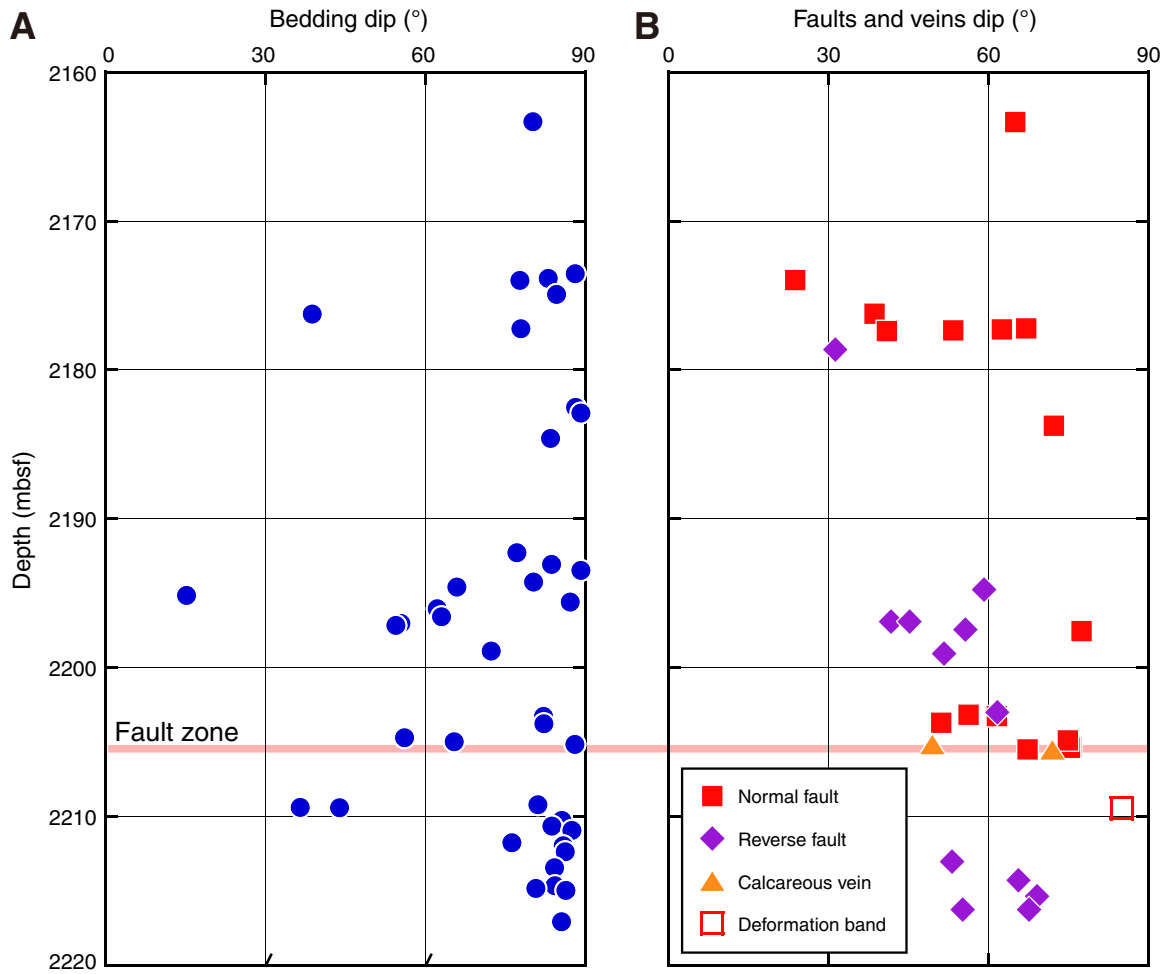 A
Bedding dip (°)
0 30 60 90
B
Faults and veins dip (°)
0 30 60 90
Depth (mbsf)
2160
2170
2180
2190
2200
2210
2220
Fault zone
Normal fault
Reverse fault
Calcareous vein
Deformation band